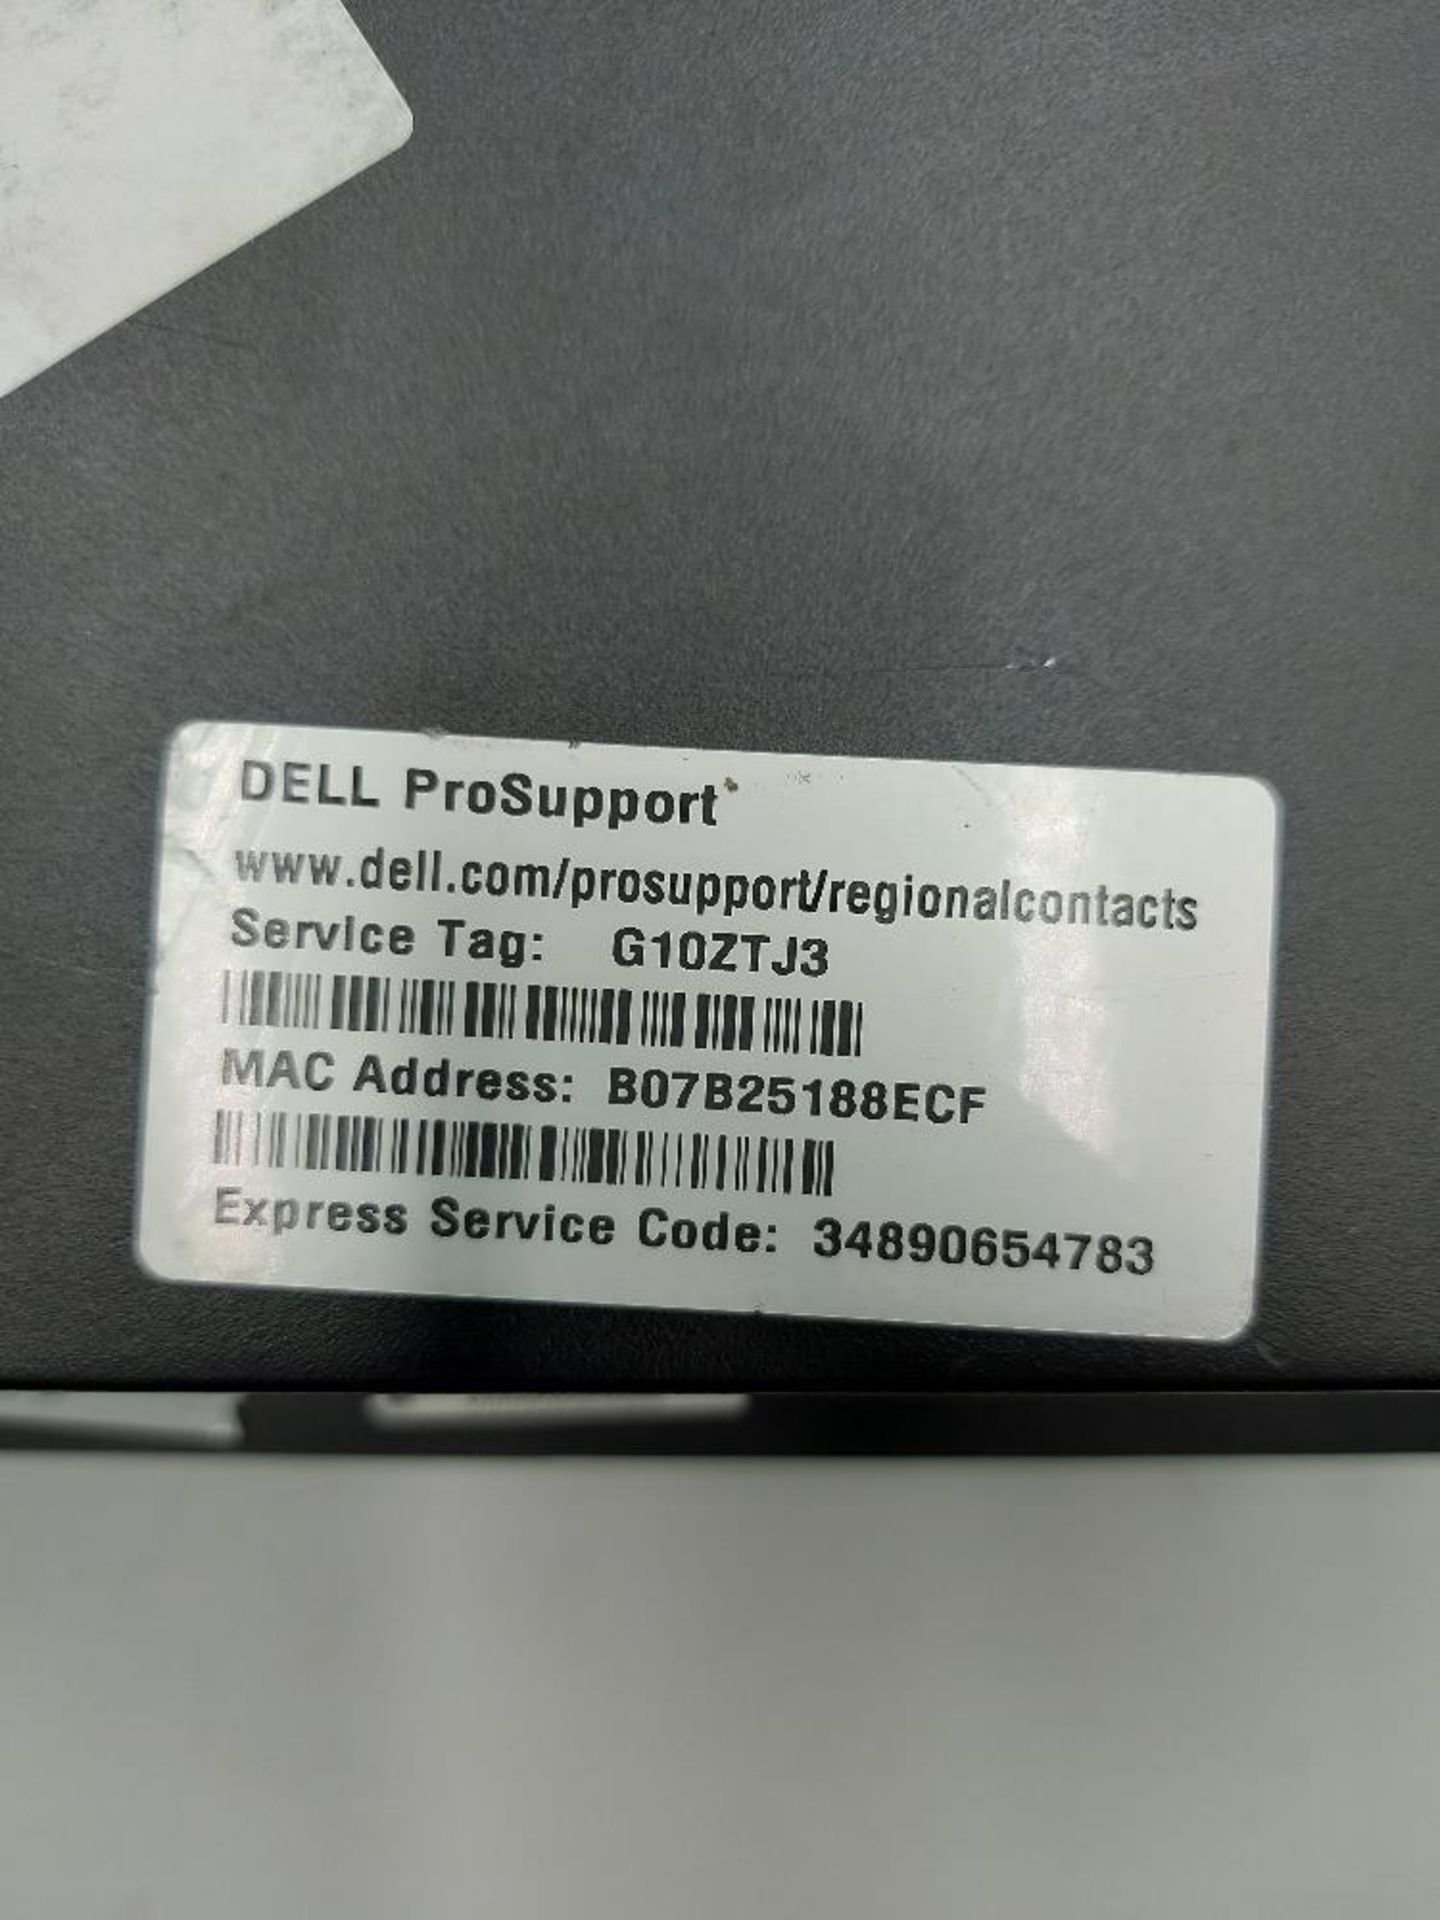 DELL ProSupport
www.dell.com/prosupport/regionalcontacts
Service Tag: G10ZTJ3
MAC Address: B07B25188ECF
Express Service Code: 34890654783